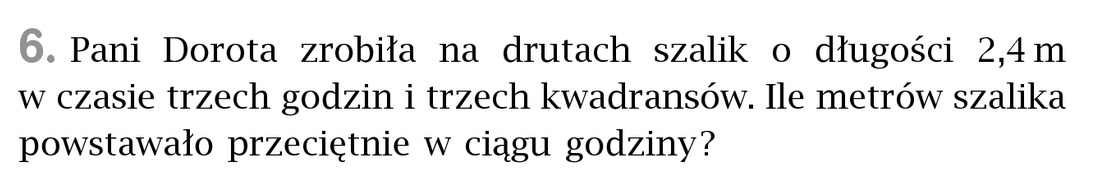 6. Pani Dorota zrobiła na drutach szalik o długości 2,4 m
w czasie trzech godzin i trzech kwadransów. Ile metrów szalika
powstawało przeciętnie w ciągu godziny?